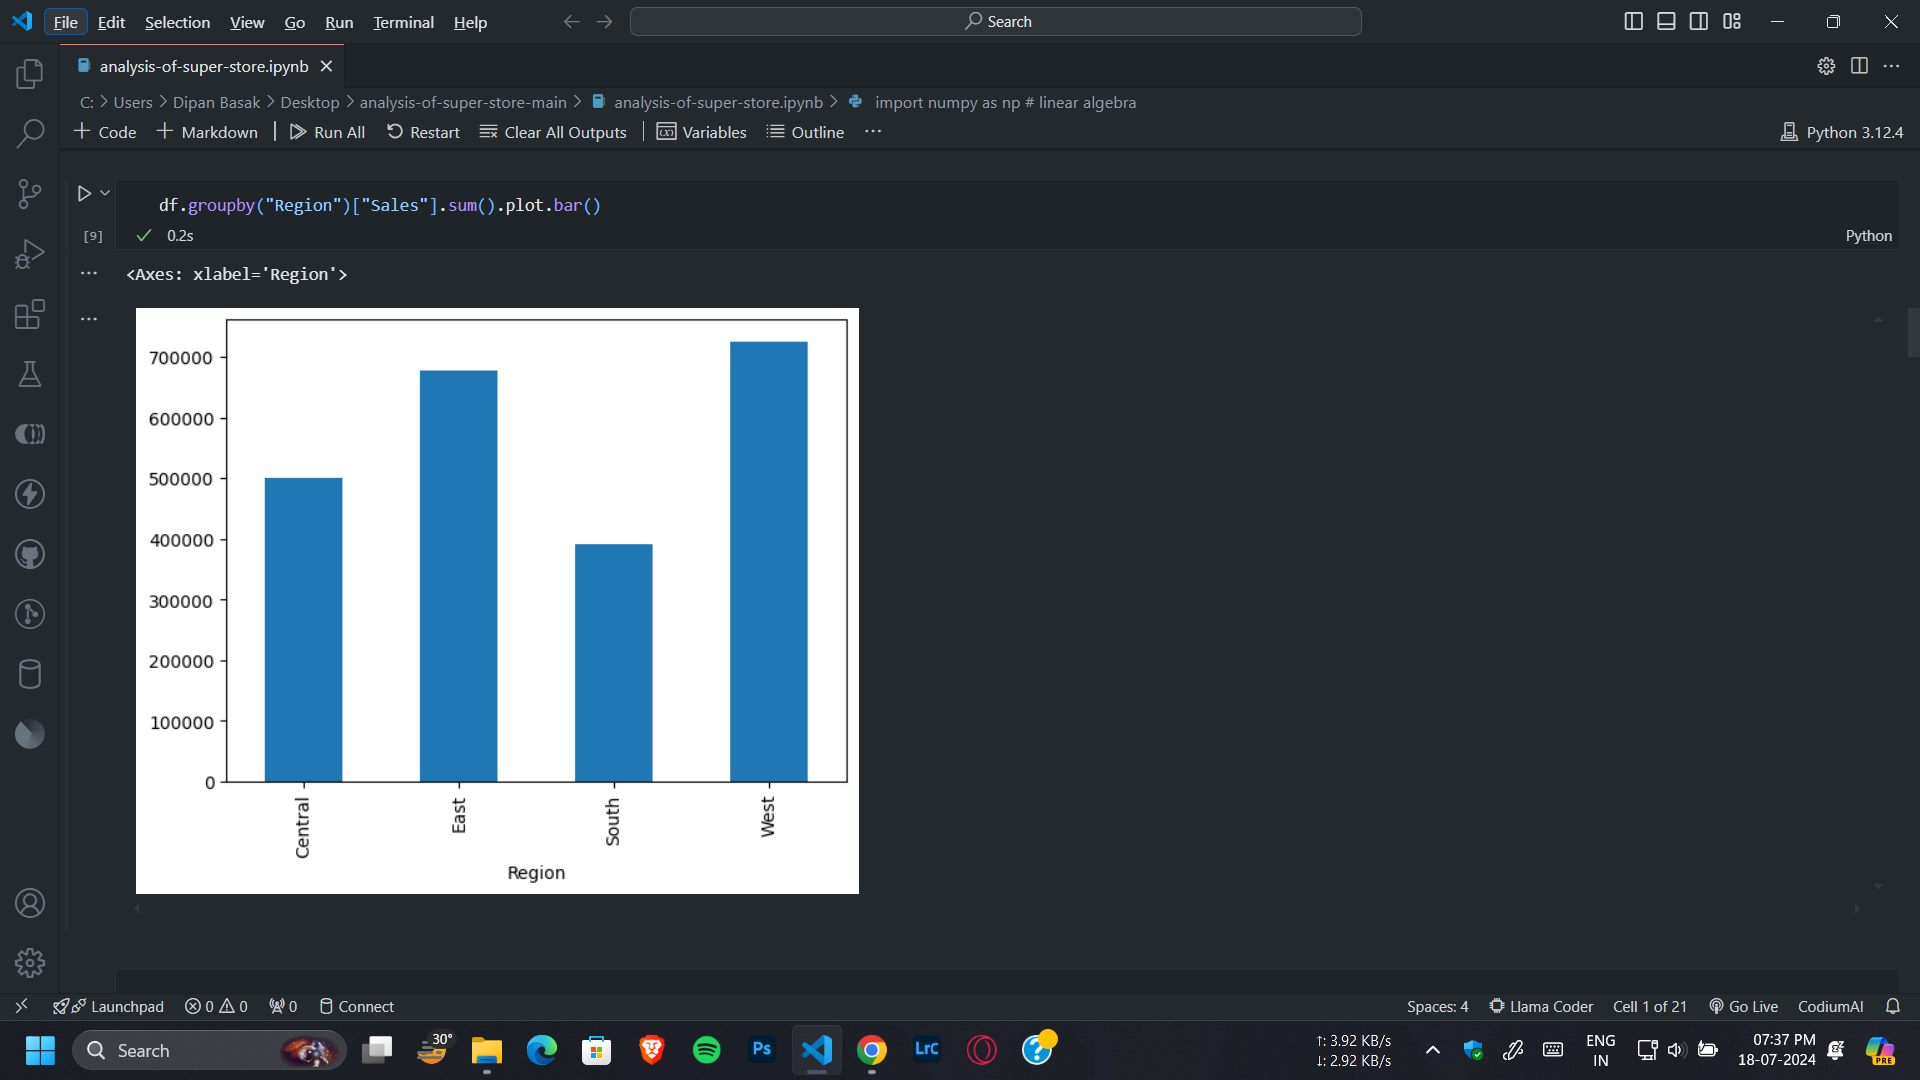 File Edit Selection View Go Run Terminal Help
Search
analysis-of-super-store.ipynb
C: > Users > Dipan Basak > Desktop > analysis-of-super-store-main > analysis-of-super-store.ipynb > import numpy as np # linear algebra
+ Code + Markdown | Run All Restart Clear All Outputs | Variables Outline ...
Python 3.12.4
df.groupby("Region")["Sales"].sum().plot.bar()
[9] 0.2s
Python
<Axes: xlabel='Region'>
700000
600000
500000
400000
300000
200000
100000
0
Central
East
South
West
Region
Launchpad 0 0 0 Connect
Spaces: 4 Llama Coder Cell 1 of 21 Go Live CodiumAI
Search
30°
Ps
LrC
↑: 3.92 KB/s
↓: 2.92 KB/s
ENG
IN
07:37 PM
18-07-2024
PRE